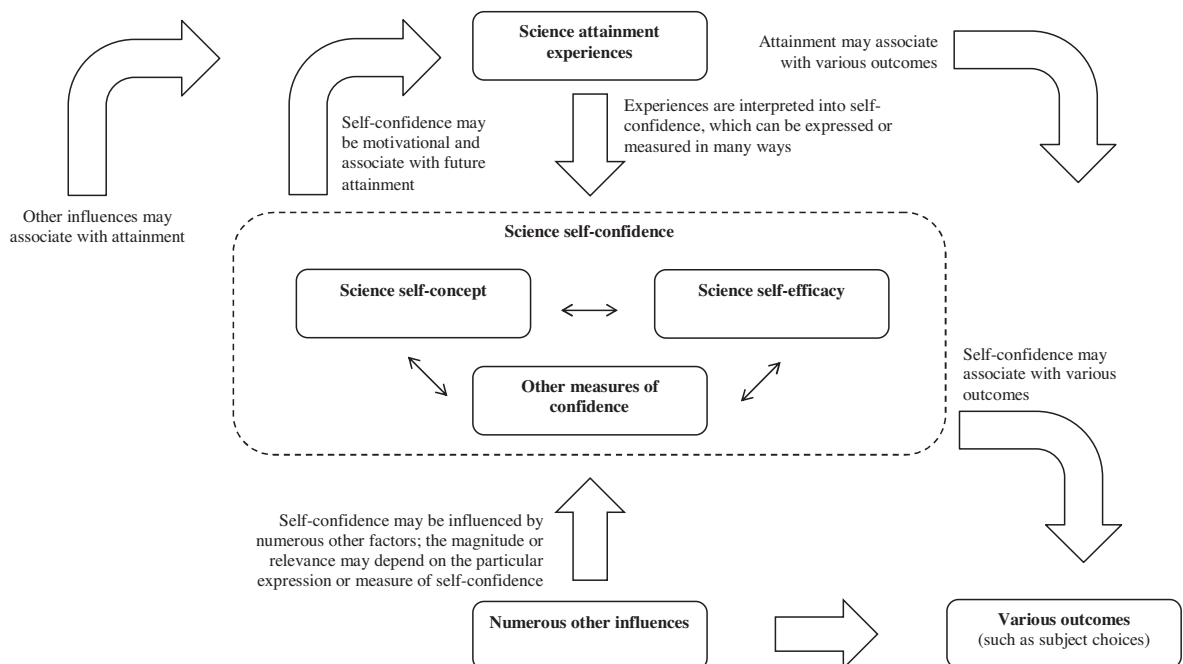 Science attainment
experiences
Attainment may associate
with various outcomes
Experiences are interpreted into self-
confidence, which can be expressed or
measured in many ways
Self-confidence may
be motivational and
associate with future
attainment
Other influences may
associate with attainment
Science self-confidence
Science self-concept
Science self-efficacy
Other measures of
confidence
Self-confidence may
associate with various
outcomes
Self-confidence may be influenced by
numerous other factors; the magnitude or
relevance may depend on the particular
expression or measure of self-confidence
Numerous other influences
Various outcomes
(such as subject choices)